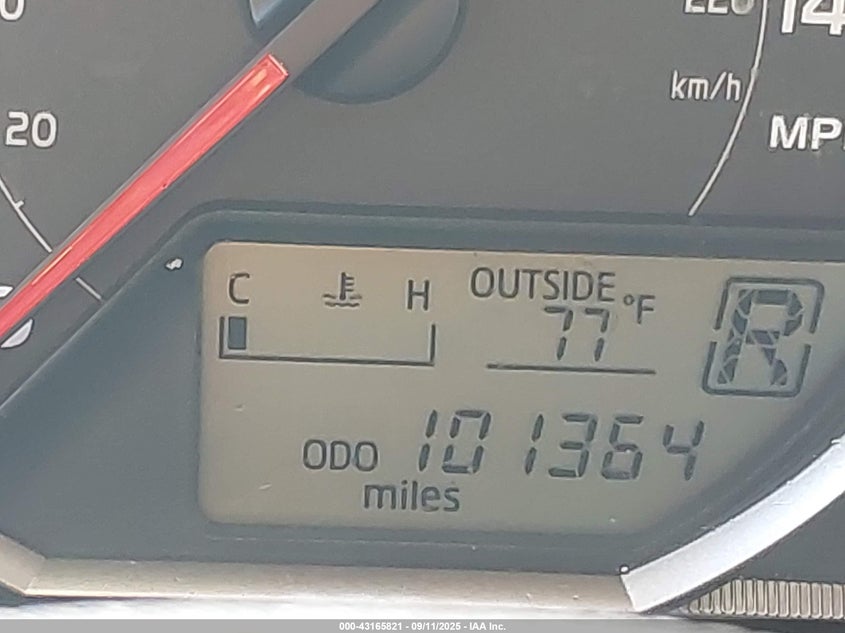 20
220 14
km/h
MP
C H OUTSIDE °F
77
R
ODO 101364
miles
000-43165821 - 09/11/2025 - IAA Inc.